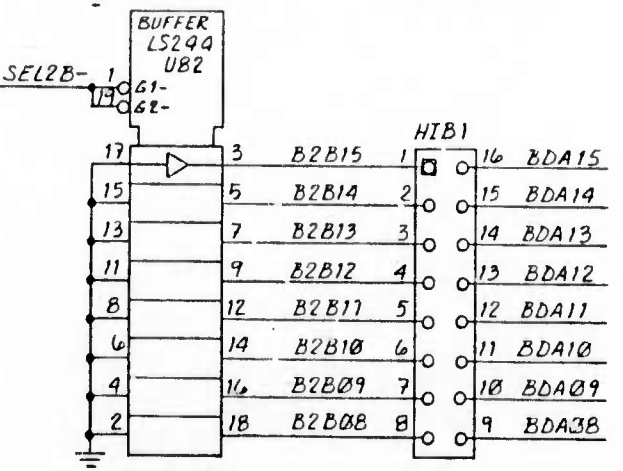 BUFFER
LS244
UB2
SEL2B- 1 G1-
19 G2-
HIB1
17 3 B2B15 1 16 BDA15
15 5 B2B14 2 15 BDA14
13 7 B2B13 3 14 BDA13
11 9 B2B12 4 13 BDA12
8 12 B2B11 5 12 BDA11
6 14 B2B10 6 11 BDA10
4 16 B2B09 7 10 BDA09
2 18 B2B08 8 9 BDA38